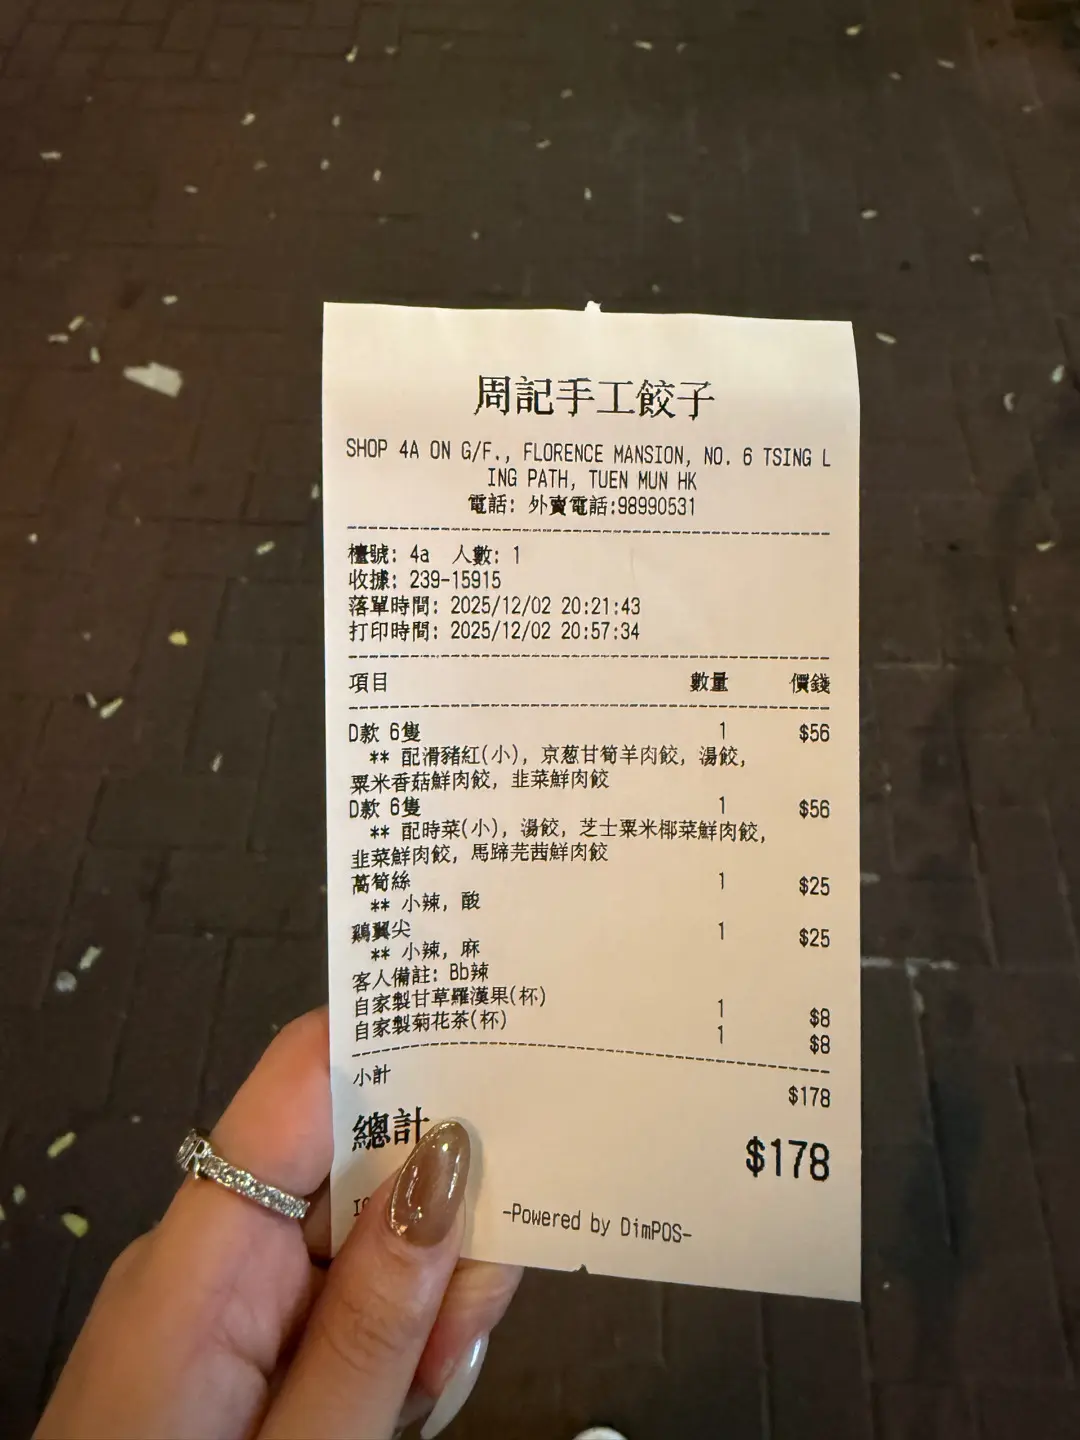 周記手工餃子
SHOP 4A ON G/F., FLORENCE MANSION, NO. 6 TSING L
ING PATH, TUEN MUN HK
電話: 外賣電話:98990531
檯號: 4a 人數: 1
收據: 239-15915
落單時間: 2025/12/02 20:21:43
打印時間: 2025/12/02 20:57:34
項目 數量 價錢
D款 6隻 1 $56
** 配滑豬紅(小), 京葱甘筍羊肉餃, 湯餃,
粟米香菇鮮肉餃, 韭菜鮮肉餃
D款 6隻 1 $56
** 配時菜(小), 湯餃, 芝士粟米椰菜鮮肉餃,
韭菜鮮肉餃, 馬蹄芫茜鮮肉餃
萵筍絲 1 $25
** 小辣, 酸
鷄翼尖 1 $25
** 小辣, 麻
客人備註: Bb辣
自家製甘草羅漢果(杯) 1 $8
自家製菊花茶(杯) 1 $8
小計 $178
總計 $178
-Powered by DimPOS-